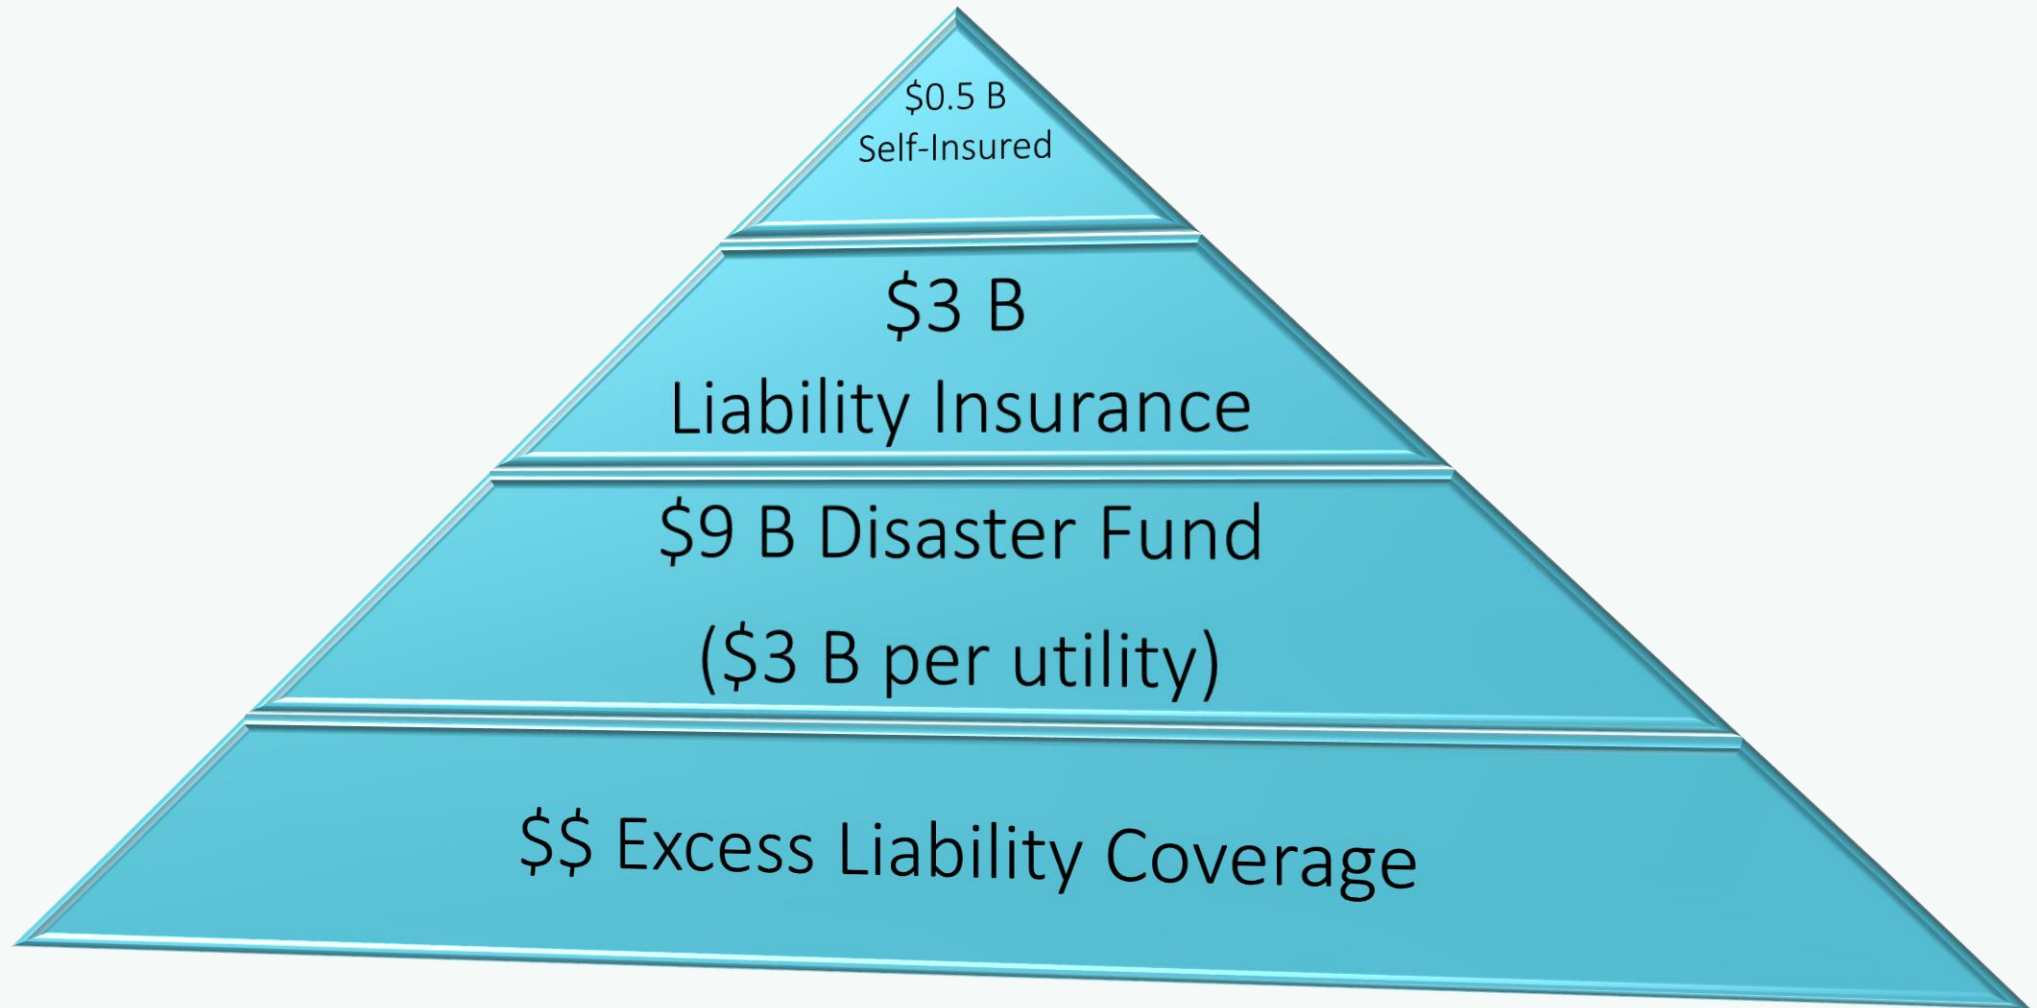 $0.5 B
Self-Insured
$3 B
Liability Insurance
$9 B Disaster Fund
($3 B per utility)
$$ Excess Liability Coverage